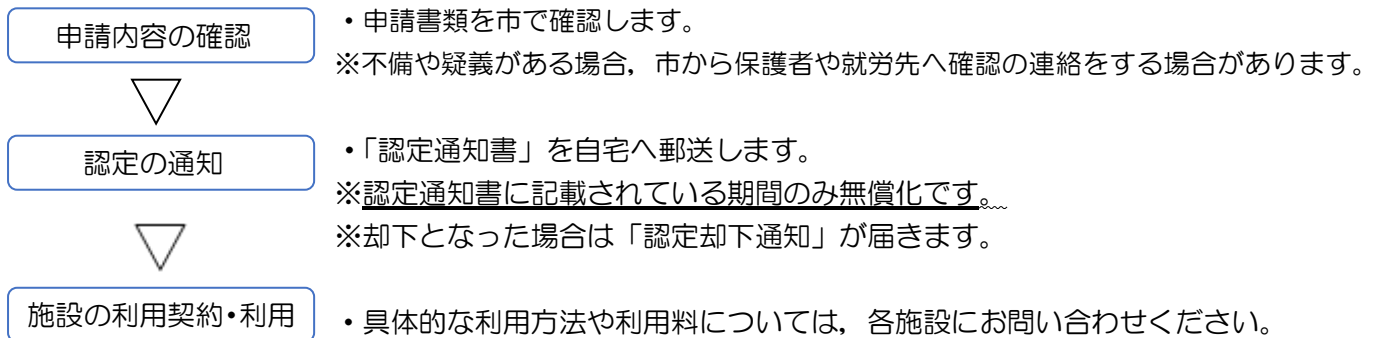 申請内容の確認
・申請書類を市で確認します。
※不備や疑義がある場合，市から保護者や就労先へ確認の連絡をする場合があります。
認定の通知
・「認定通知書」を自宅へ郵送します。
※認定通知書に記載されている期間のみ無償化です。
※却下となった場合は「認定却下通知」が届きます。
施設の利用契約・利用
・具体的な利用方法や利用料については，各施設にお問い合わせください。